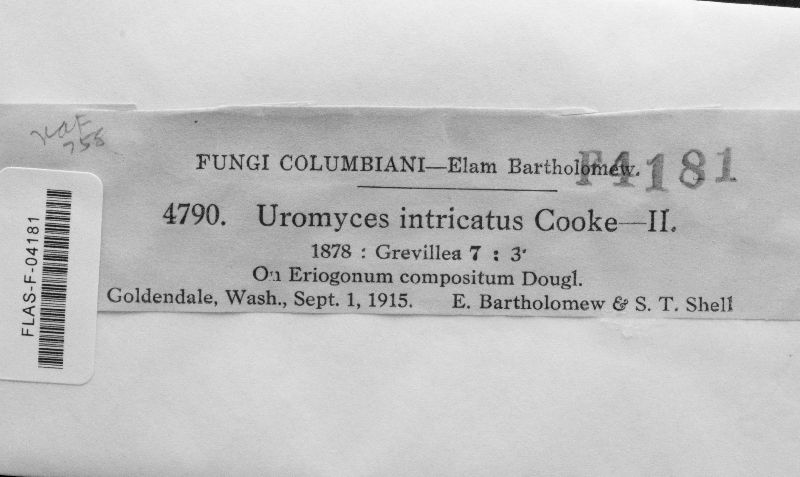 758
FUNGI COLUMBIANI—Elam Bartholomew.
F4181
4790. Uromyces intricatus Cooke—II.
1878 : Grevillea 7 : 3
On Eriogonum compositum Dougl.
Goldendale, Wash., Sept. 1, 1915. E. Bartholomew & S. T. Shell
FLAS-F-04181